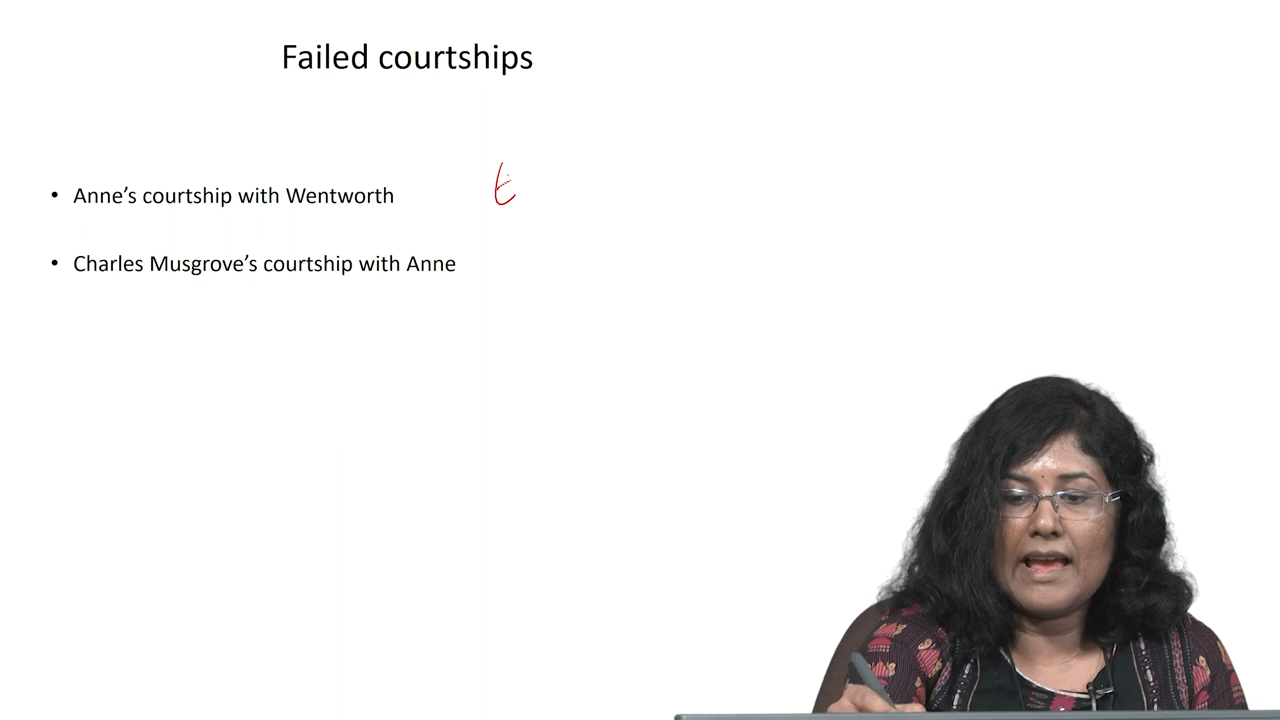 Failed courtships
• Anne’s courtship with Wentworth
• Charles Musgrove’s courtship with Anne